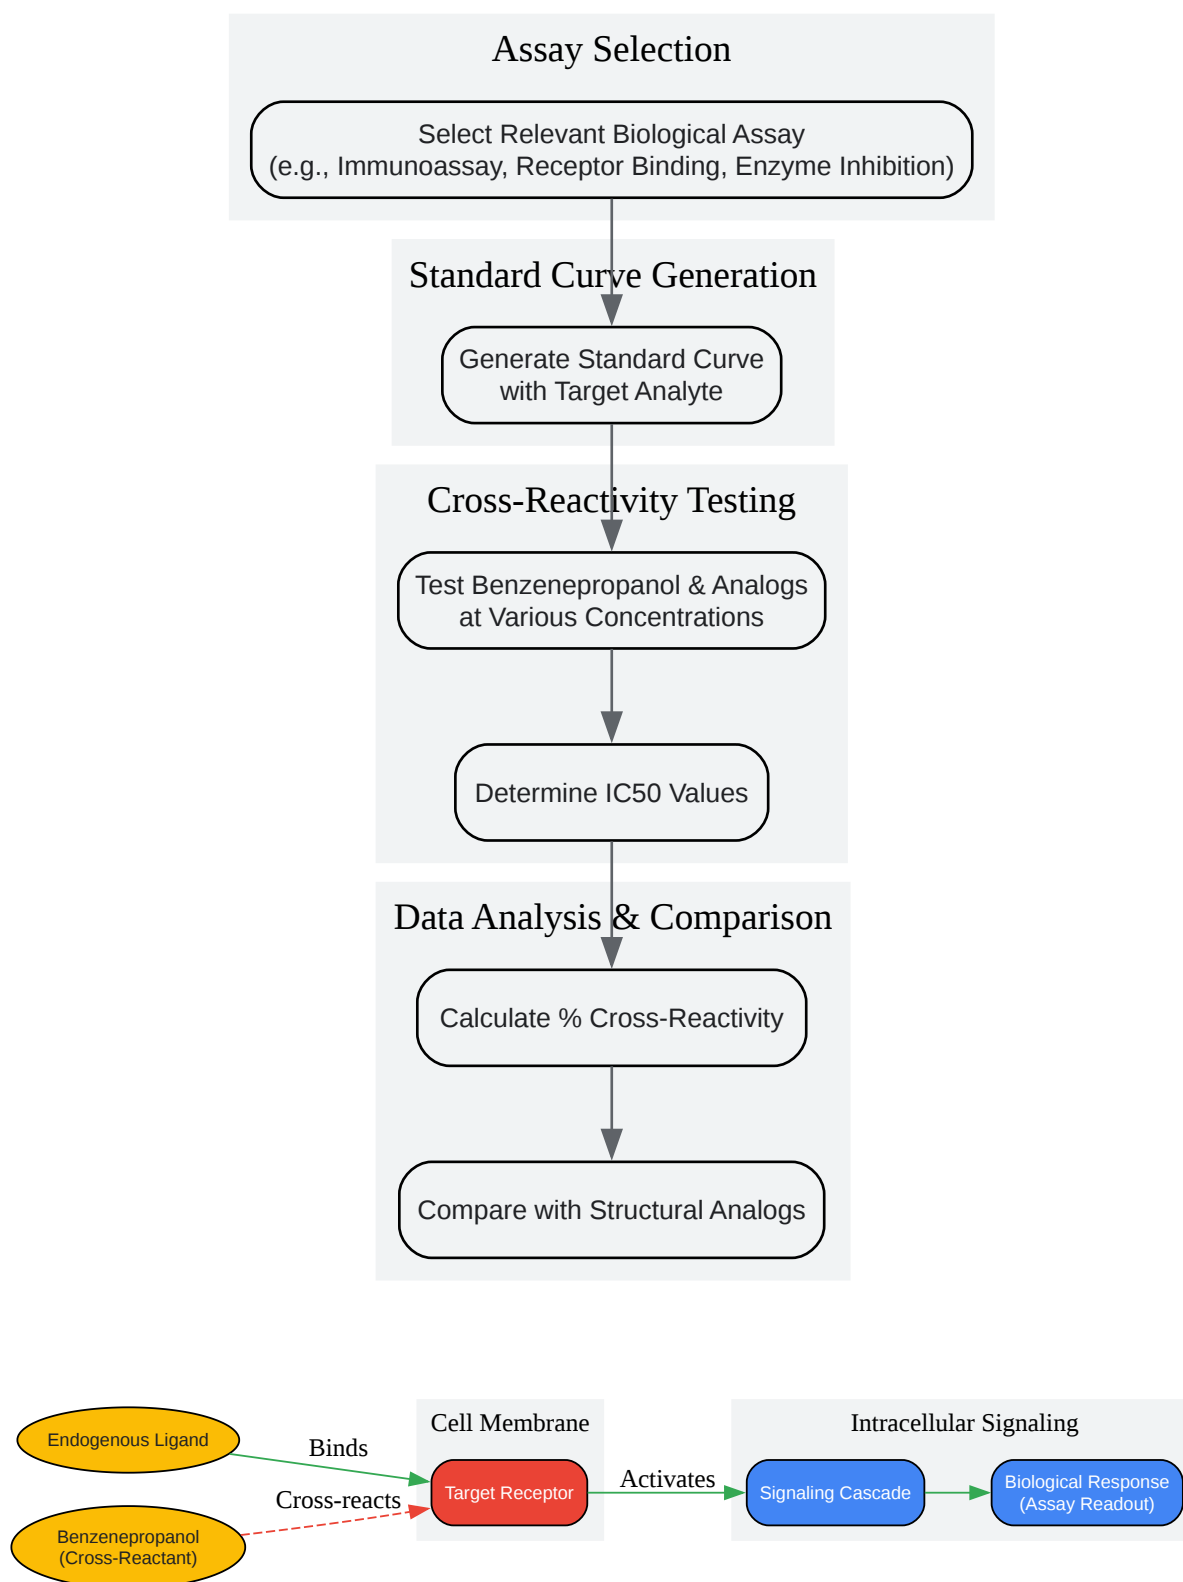 Assay Selection
Select Relevant Biological Assay
(e.g., Immunoassay, Receptor Binding, Enzyme Inhibition)
Standard Curve Generation
Generate Standard Curve
with Target Analyte
Cross-Reactivity Testing
Test Benzenepropanol & Analogs
at Various Concentrations
Determine IC50 Values
Data Analysis & Comparison
Calculate % Cross-Reactivity
Compare with Structural Analogs
Cell Membrane
Intracellular Signaling
Endogenous Ligand
Binds
Cross-reacts
Target Receptor
Activates
Signaling Cascade
Biological Response
(Assay Readout)
Benzenepropanol
(Cross-Reactant)